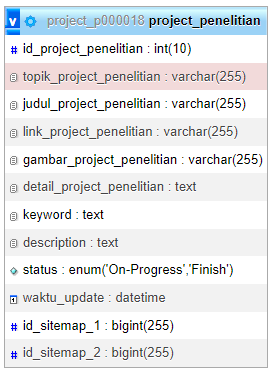 v project_p000018 project_penelitian
# id_project_penelitian : int(10)
topik_project_penelitian : varchar(255)
judul_project_penelitian : varchar(255)
link_project_penelitian : varchar(255)
gambar_project_penelitian : varchar(255)
detail_project_penelitian : text
keyword : text
description : text
status : enum('On-Progress','Finish')
waktu_update : datetime
# id_sitemap_1 : bigint(255)
# id_sitemap_2 : bigint(255)